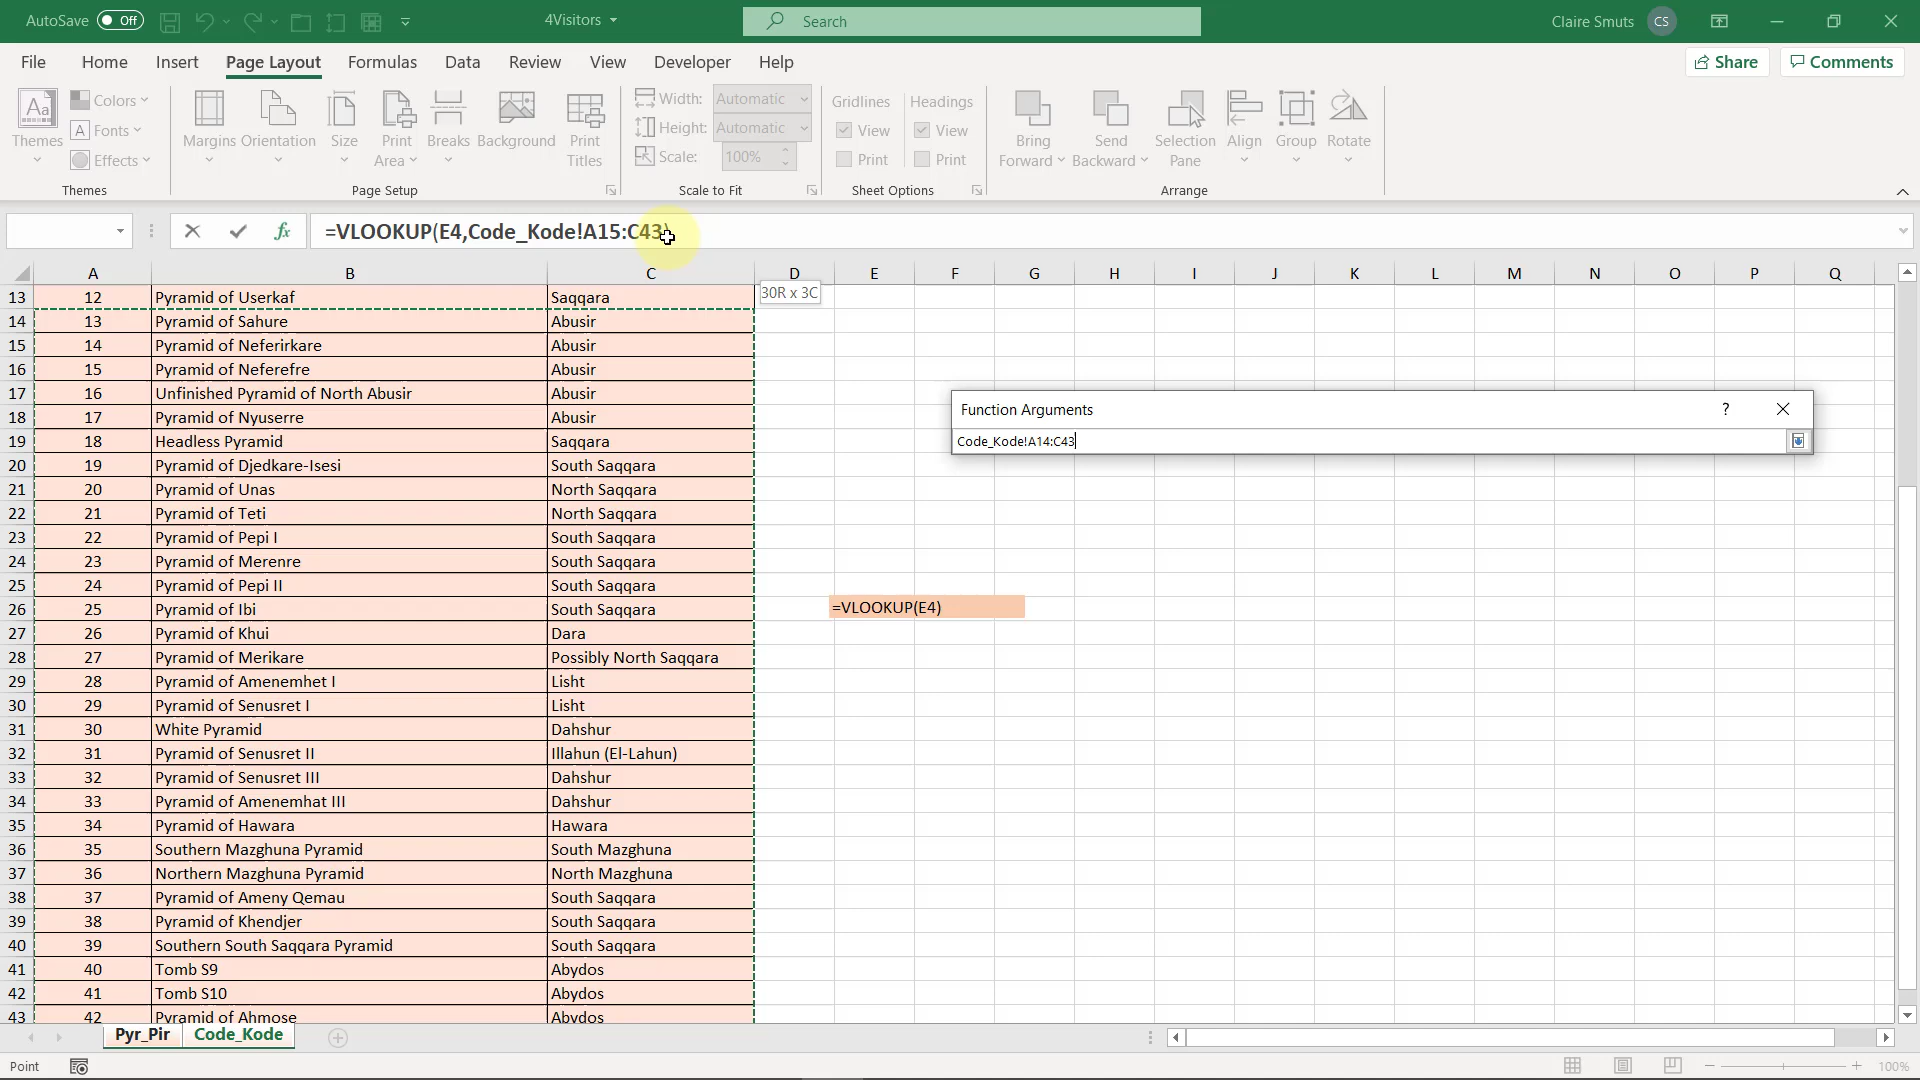 AutoSave Off 4Visitors Search Claire Smuts CS
File Home Insert Page Layout Formulas Data Review View Developer Help Share Comments
Themes Colors Fonts Effects Themes
Margins Orientation Size Print Area Breaks Background Print Titles Page Setup
Width: Automatic Height: Automatic Scale: 100% Scale to Fit
Gridlines View Print Headings View Print Sheet Options
Bring Forward Send Backward Selection Pane Align Group Rotate Arrange
fx =VLOOKUP(E4,Code_Kode!A15:C43)
A B C D E F G H I J K L M N O P Q
30R x 3C
13 12 Pyramid of Userkaf Saqqara
14 13 Pyramid of Sahure Abusir
15 14 Pyramid of Neferirkare Abusir
16 15 Pyramid of Neferefre Abusir
17 16 Unfinished Pyramid of North Abusir Abusir
18 17 Pyramid of Nyuserre Abusir
Function Arguments ?
19 18 Headless Pyramid Saqqara
Code_Kode!A14:C43
20 19 Pyramid of Djedkare-Isesi South Saqqara
21 20 Pyramid of Unas North Saqqara
22 21 Pyramid of Teti North Saqqara
23 22 Pyramid of Pepi I South Saqqara
24 23 Pyramid of Merenre South Saqqara
25 24 Pyramid of Pepi II South Saqqara
26 25 Pyramid of Ibi South Saqqara =VLOOKUP(E4)
27 26 Pyramid of Khui Dara
28 27 Pyramid of Merikare Possibly North Saqqara
29 28 Pyramid of Amenemhet I Lisht
30 29 Pyramid of Senusret I Lisht
31 30 White Pyramid Dahshur
32 31 Pyramid of Senusret II Illahun (El-Lahun)
33 32 Pyramid of Senusret III Dahshur
34 33 Pyramid of Amenemhat III Dahshur
35 34 Pyramid of Hawara Hawara
36 35 Southern Mazghuna Pyramid South Mazghuna
37 36 Northern Mazghuna Pyramid North Mazghuna
38 37 Pyramid of Ameny Qemau South Saqqara
39 38 Pyramid of Khendjer South Saqqara
40 39 Southern South Saqqara Pyramid South Saqqara
41 40 Tomb S9 Abydos
42 41 Tomb S10 Abydos
43 42 Pyramid of Ahmose Abydos
Pyr_Pir Code_Kode
Point 100%